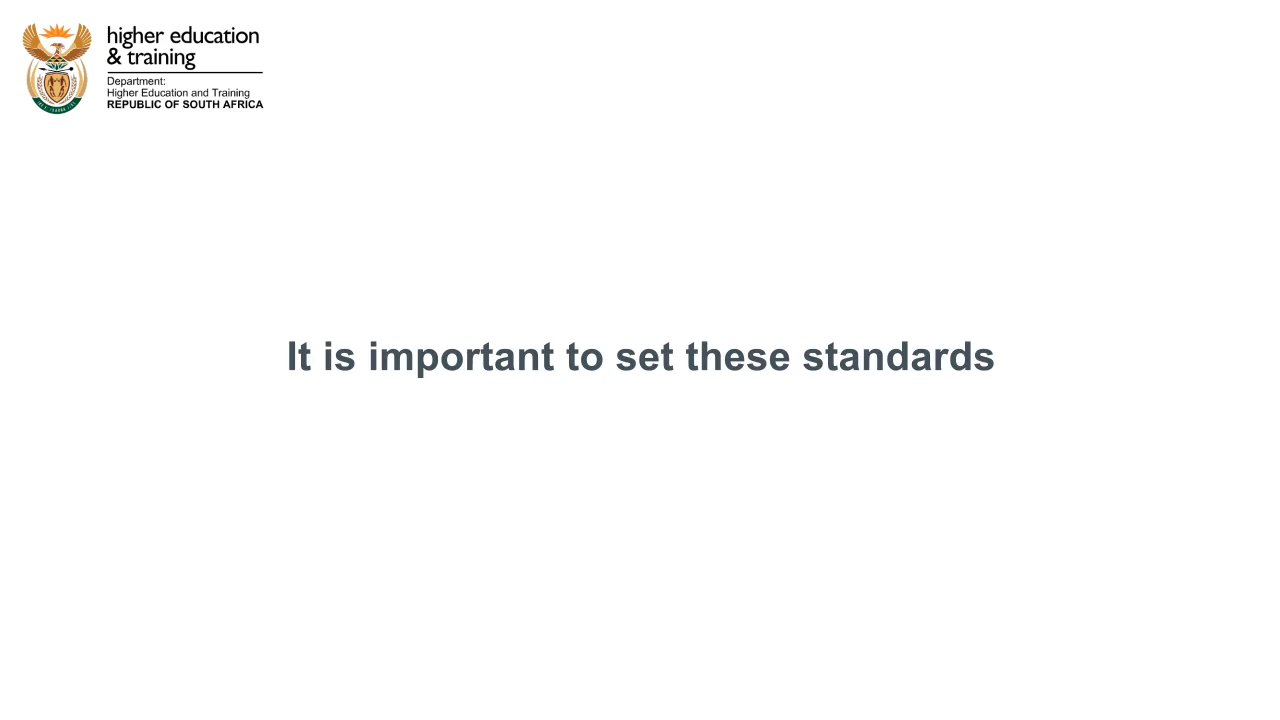 higher education
& training
Department:
Higher Education and Training
REPUBLIC OF SOUTH AFRICA
It is important to set these standards